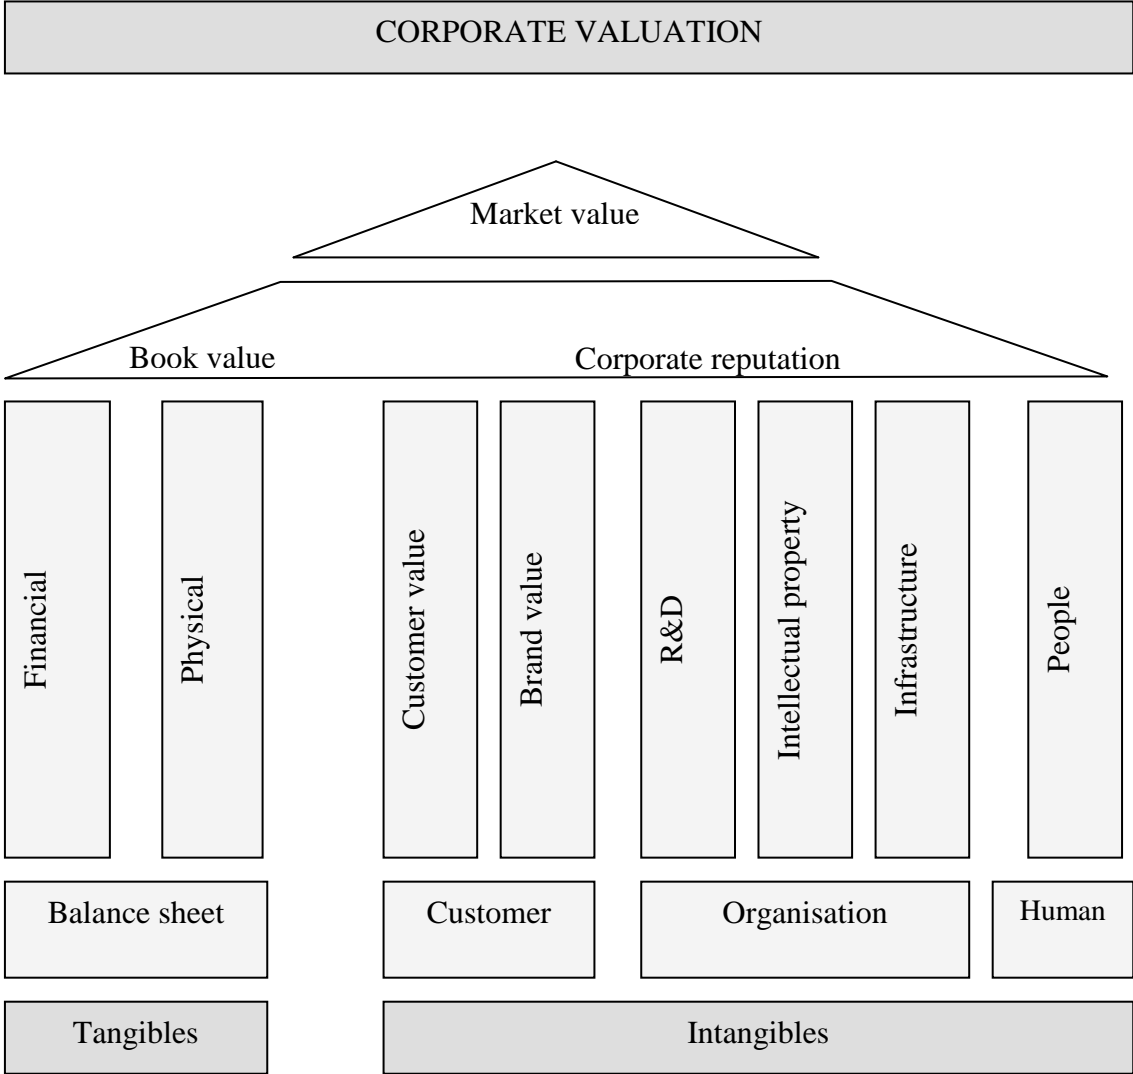 CORPORATE VALUATION
Market value
Book value
Corporate reputation
Financial
Physical
Customer value
Brand value
R&D
Intellectual property
Infrastructure
People
Balance sheet
Customer
Organisation
Human
Tangibles
Intangibles